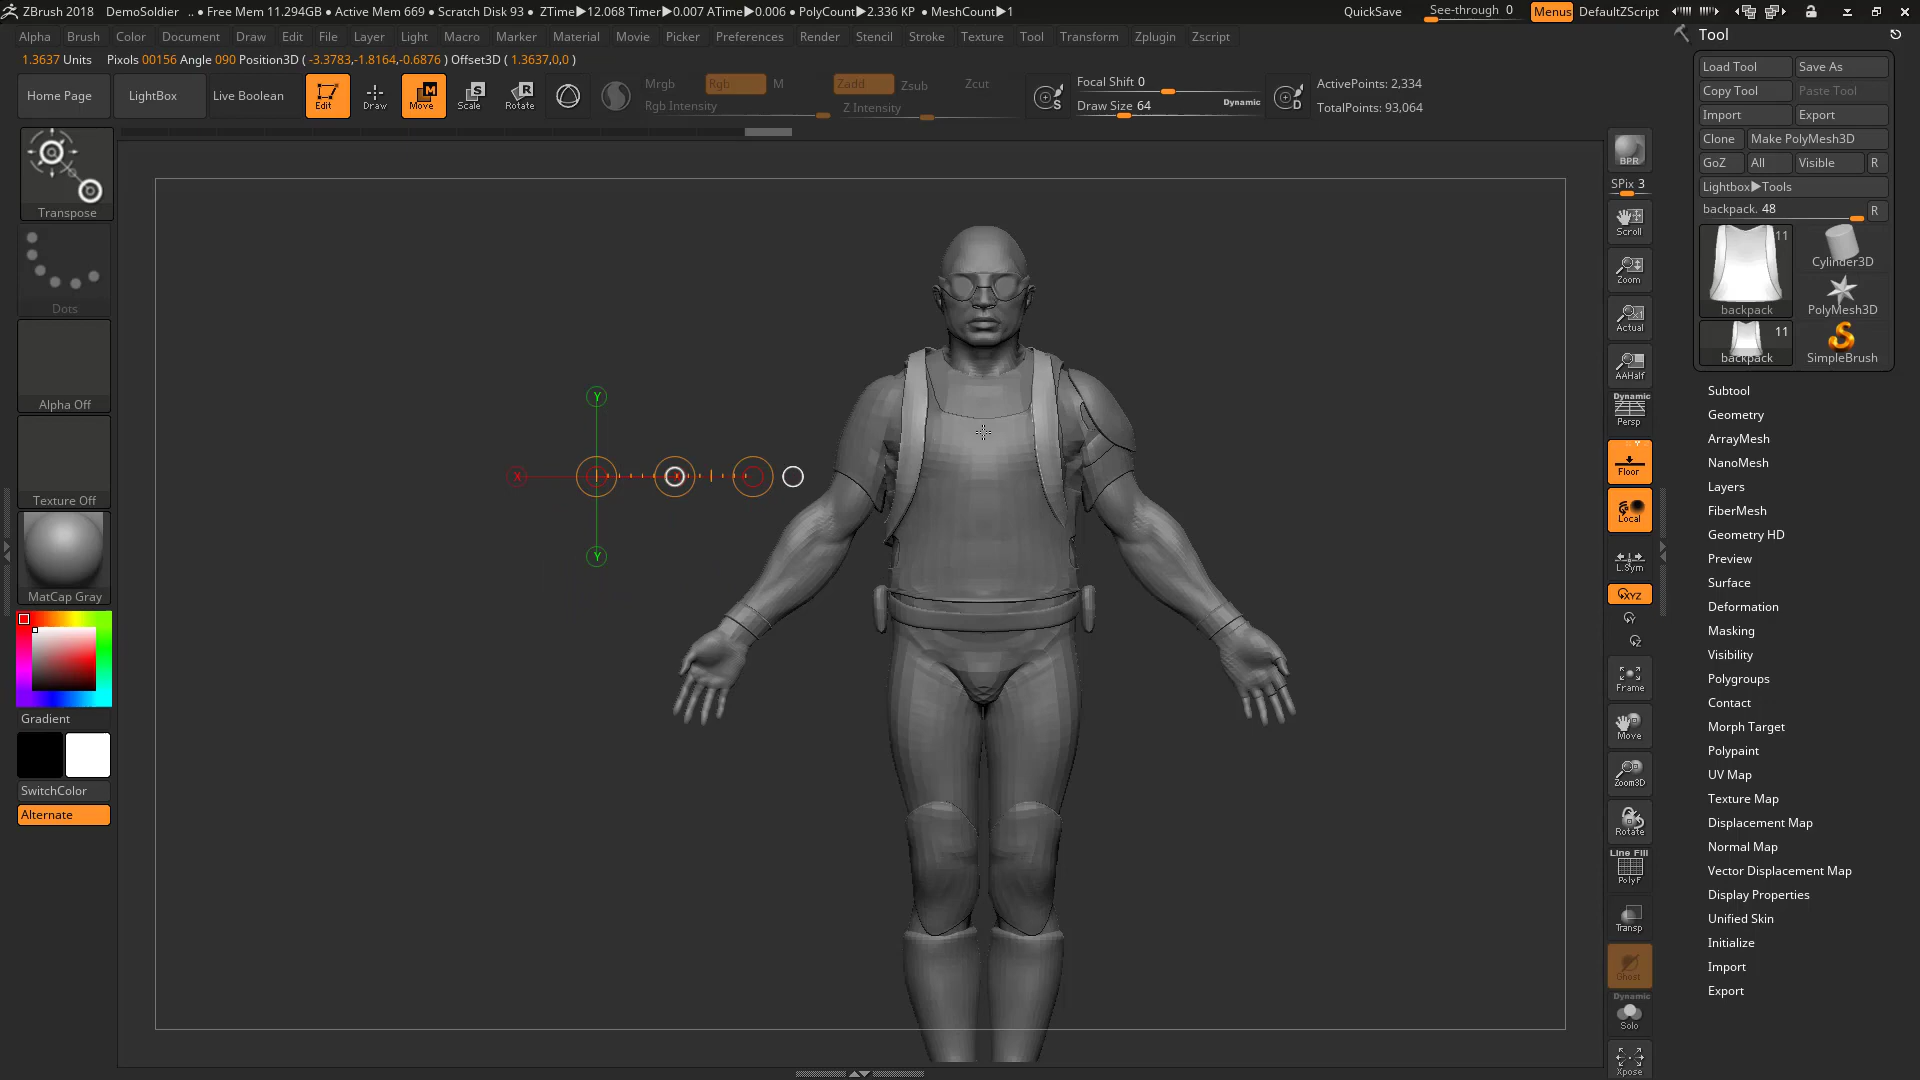 ZBrush 2018 DemoSoldier .. • Free Mem 11.294GB • Active Mem 669 • Scratch Disk 93 • ZTime▶12.068 Timer▶0.007 ATime▶0.006 • PolyCount▶2.336 KP • MeshCount▶1 QuickSave See-through 0 Menus DefaultZScript
Alpha Brush Color Document Draw Edit File Layer Light Macro Marker Material Movie Picker Preferences Render Stencil Stroke Texture Tool Transform Zplugin Zscript
1.3637 Units Pixols 00156 Angle 090 Position3D ( -3.3783,-1.8164,-0.6876 ) Offset3D ( 1.3637,0,0 )
Home Page LightBox Live Boolean Edit Draw Move Scale Rotate
Mrgb Rgb M Zadd Zsub Zcut
Rgb Intensity Z Intensity
S Focal Shift 0
Draw Size 64 Dynamic D
ActivePoints: 2,334
TotalPoints: 93,064
Transpose
Dots
Alpha Off
Texture Off
MatCap Gray
Gradient
SwitchColor
Alternate
Y
X
Y
BPR
SPix 3
Scroll
Zoom
Actual
AAHalf
Dynamic
Persp
Floor
Local
L.Sym
XYZ
Y
Z
Frame
Move
Zoom3D
Rotate
Line Fill
PolyF
Transp
Ghost
Dynamic
Solo
Xpose
Tool
Load Tool Save As
Copy Tool Paste Tool
Import Export
Clone Make PolyMesh3D
GoZ All Visible R
Lightbox▶Tools
backpack. 48 R
11
Cylinder3D
backpack PolyMesh3D
11
backpack SimpleBrush
Subtool
Geometry
ArrayMesh
NanoMesh
Layers
FiberMesh
Geometry HD
Preview
Surface
Deformation
Masking
Visibility
Polygroups
Contact
Morph Target
Polypaint
UV Map
Texture Map
Displacement Map
Normal Map
Vector Displacement Map
Display Properties
Unified Skin
Initialize
Import
Export